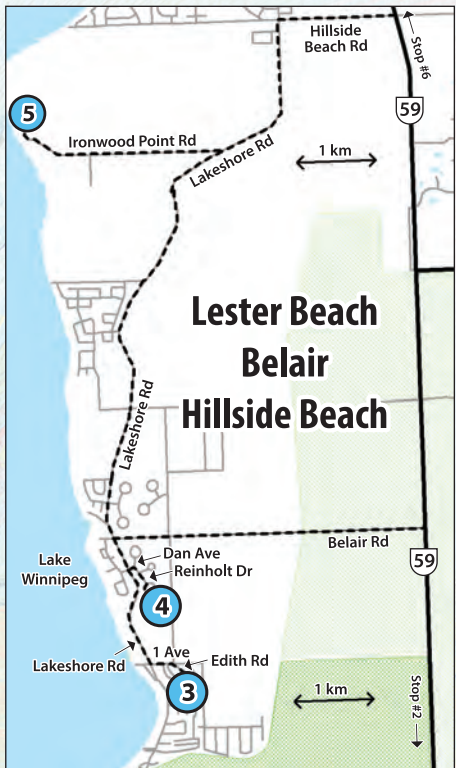 Hillside
Beach Rd
Stop #6
59
5
Ironwood Point Rd
Lakeshore Rd
1 km
Lester Beach
Belair
Hillside Beach
Lakeshore Rd
Belair Rd
Dan Ave
Reinholt Dr
Lake
Winnipeg
59
4
1 Ave
Edith Rd
Lakeshore Rd
3
1 km
Stop #2